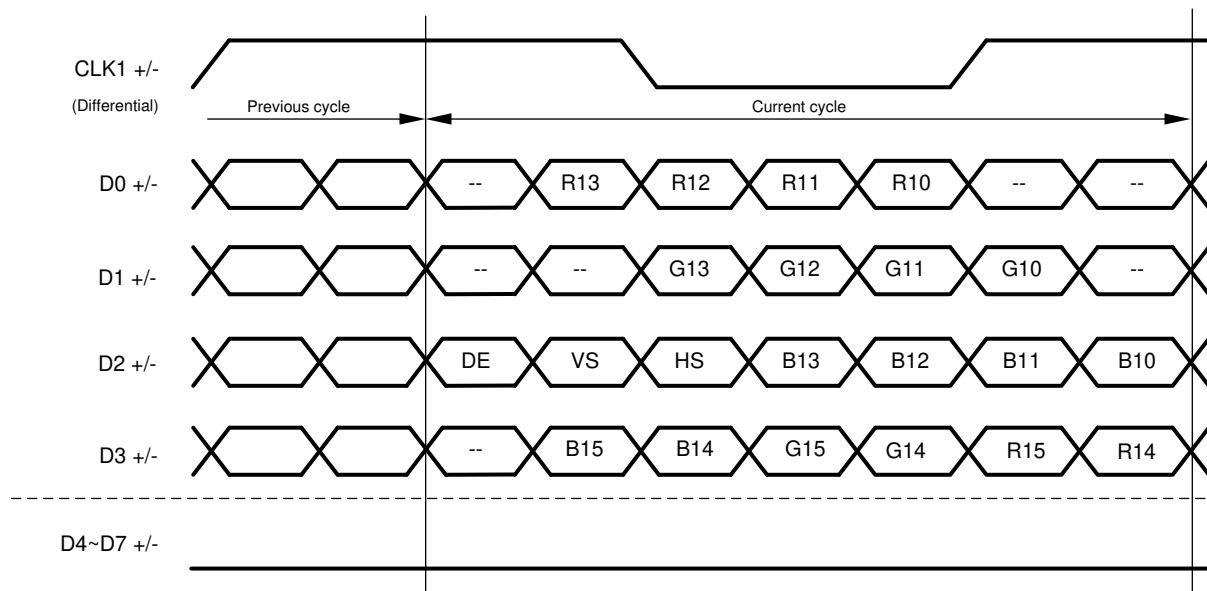 CLK1 +/-
(Differential)
Previous cycle Current cycle
D0 +/- -- R13 R12 R11 R10 -- --
D1 +/- -- -- G13 G12 G11 G10 --
D2 +/- DE VS HS B13 B12 B11 B10
D3 +/- -- B15 B14 G15 G14 R15 R14
D4~D7 +/-